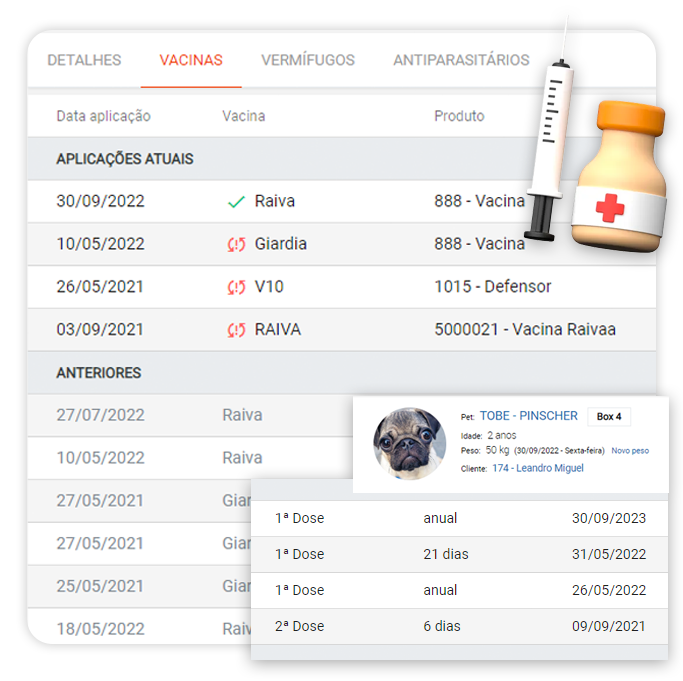 DETALHES VACINAS VERMÍFUGOS ANTIPARASITÁRIOS
Data aplicação Vacina Produto
APLICAÇÕES ATUAIS
30/09/2022 Raiva 888 - Vacina
10/05/2022 Giardia 888 - Vacina
26/05/2021 V10 1015 - Defensor
03/09/2021 RAIVA 5000021 - Vacina Raivaa
ANTERIORES
27/07/2022 Raiva
10/05/2022 Raiva
27/05/2021
27/05/2021
25/05/2021
18/05/2022
Pet: TOBE - PINSCHER Box 4
Idade: 2 anos
Peso: 50 kg (30/09/2022 - Sexta-feira) Novo peso
Cliente: 174 - Leandro Miguel
1ª Dose anual 30/09/2023
1ª Dose 21 dias 31/05/2022
1ª Dose anual 26/05/2022
2ª Dose 6 dias 09/09/2021